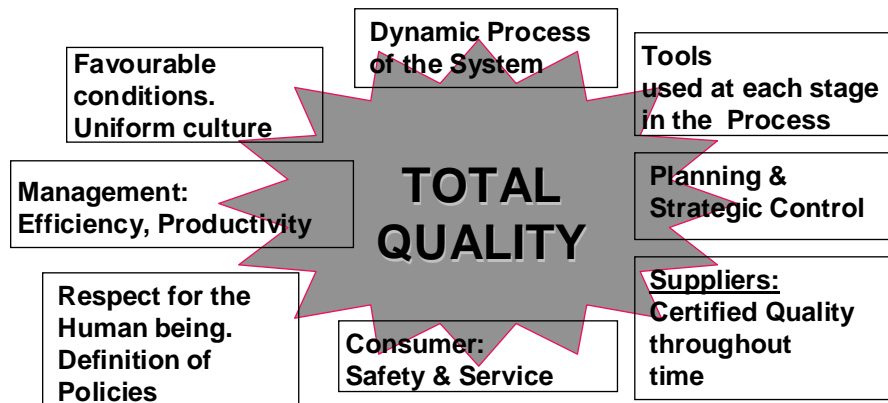 Dynamic Process
of the System
Favourable
conditions.
Uniform culture
Tools
used at each stage
in the Process
Management:
Efficiency, Productivity
TOTAL
QUALITY
Planning &
Strategic Control
Respect for the
Human being.
Definition of
Policies
Consumer:
Safety & Service
Suppliers:
Certified Quality
throughout
time